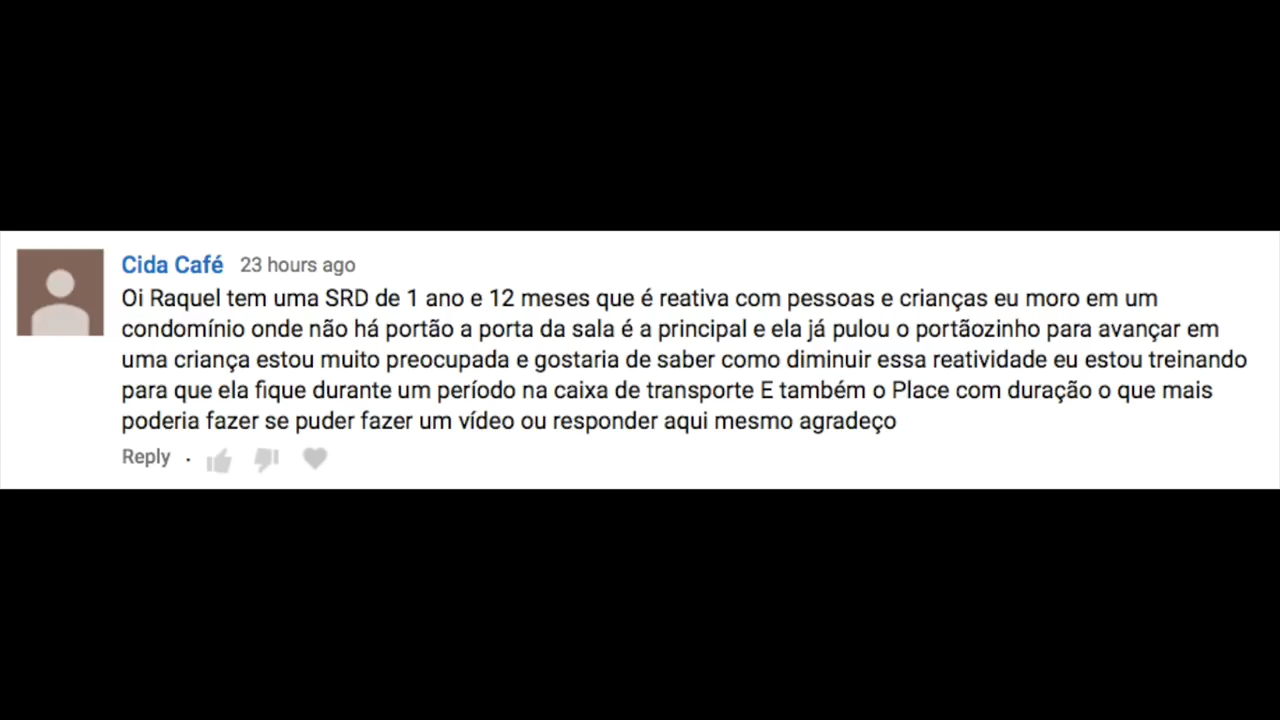 Cida Café 23 hours ago
Oi Raquel tem uma SRD de 1 ano e 12 meses que é reativa com pessoas e crianças eu moro em um
condomínio onde não há portão a porta da sala é a principal e ela já pulou o portãozinho para avançar em
uma criança estou muito preocupada e gostaria de saber como diminuir essa reatividade eu estou treinando
para que ela fique durante um período na caixa de transporte E também o Place com duração o que mais
poderia fazer se puder fazer um vídeo ou responder aqui mesmo agradeço
Reply ·